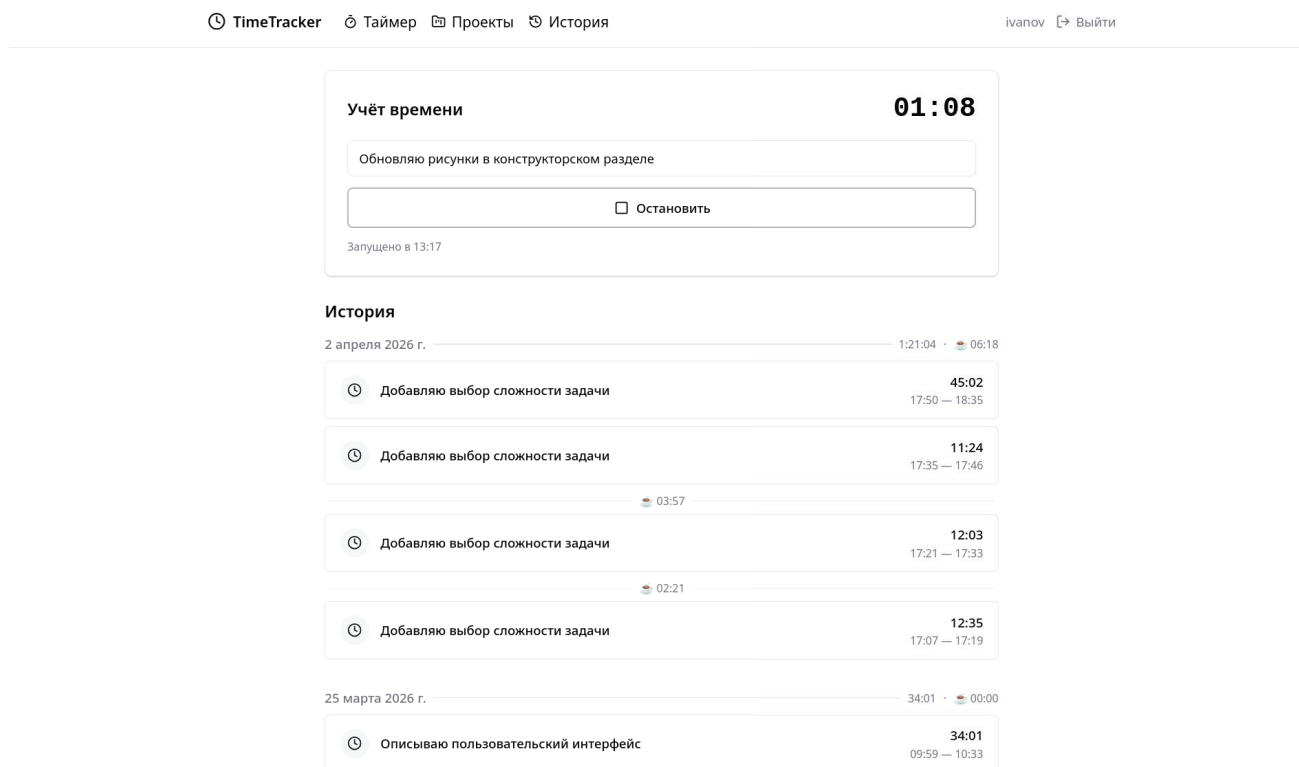 TimeTracker Таймер Проекты История ivanov Выйти
Учёт времени 01:08
Обновляю рисунки в конструкторском разделе
Остановить
Запущено в 13:17
История
2 апреля 2026 г. 1:21:04 · ☕ 06:18
Добавляю выбор сложности задачи 45:02
17:50 — 18:35
Добавляю выбор сложности задачи 11:24
17:35 — 17:46
☕ 03:57
Добавляю выбор сложности задачи 12:03
17:21 — 17:33
☕ 02:21
Добавляю выбор сложности задачи 12:35
17:07 — 17:19
25 марта 2026 г. 34:01 · ☕ 00:00
Описываю пользовательский интерфейс 34:01
09:59 — 10:33